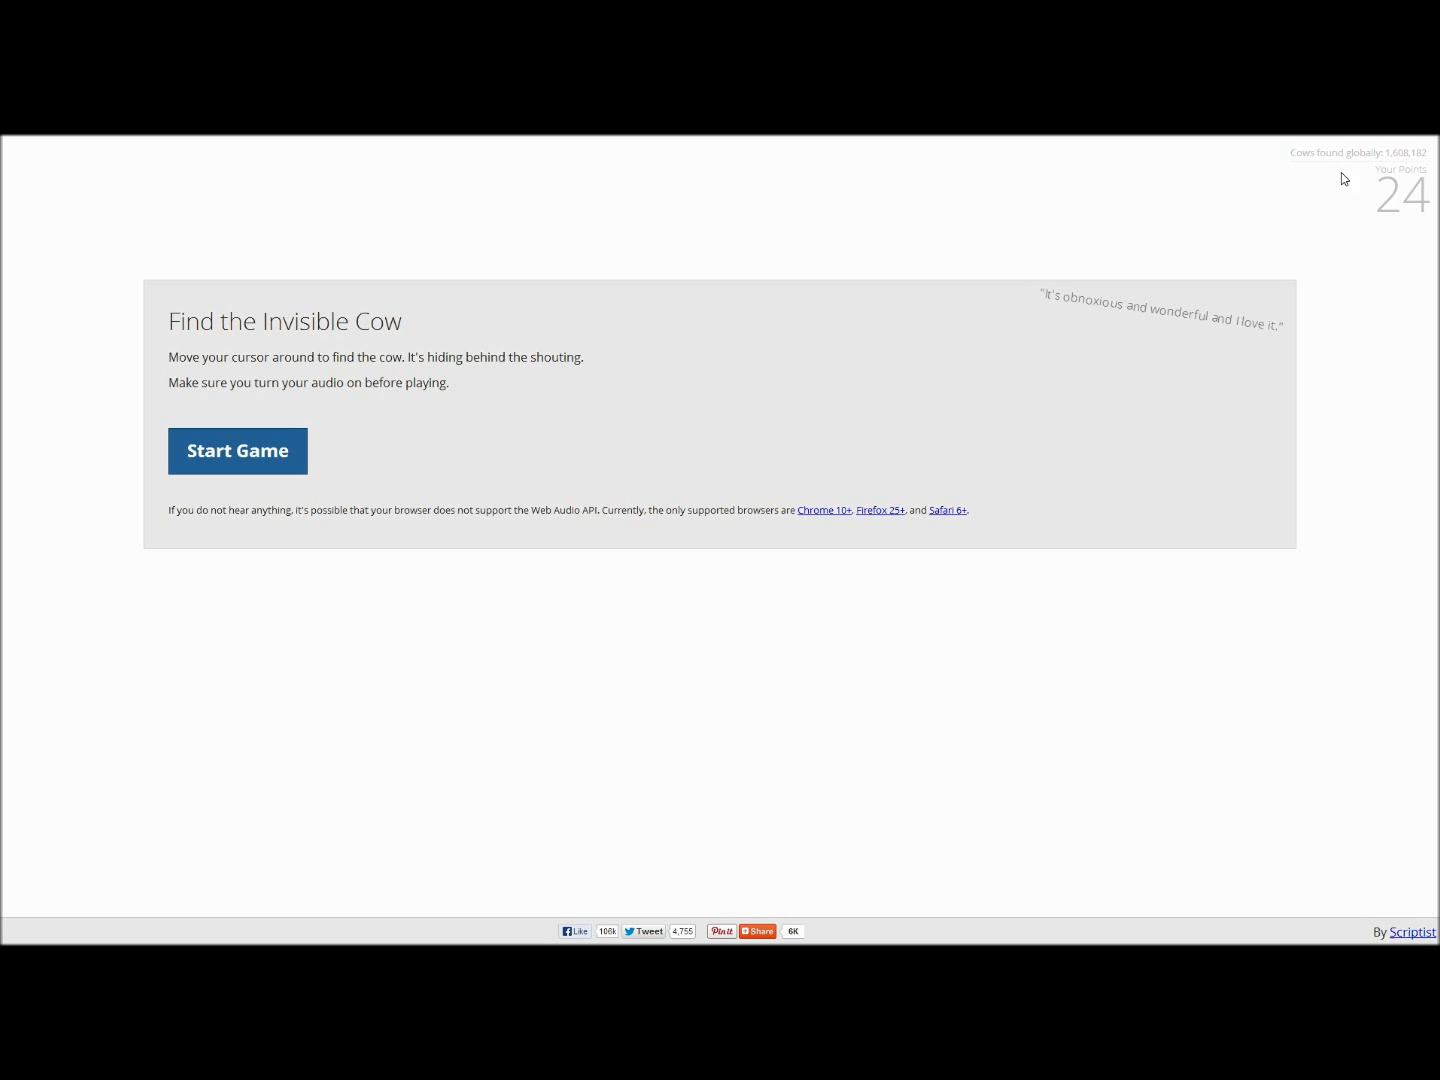 Cows found globally: 1,608,182
Your Points
24
"It's obnoxious and wonderful and I love it."
Find the Invisible Cow
Move your cursor around to find the cow. It's hiding behind the shouting.
Make sure you turn your audio on before playing.
Start Game
If you do not hear anything, it's possible that your browser does not support the Web Audio API. Currently, the only supported browsers are Chrome 10+, Firefox 25+, and Safari 6+.
Like 106k Tweet 4,755 Pin it Share 6K By Scriptist